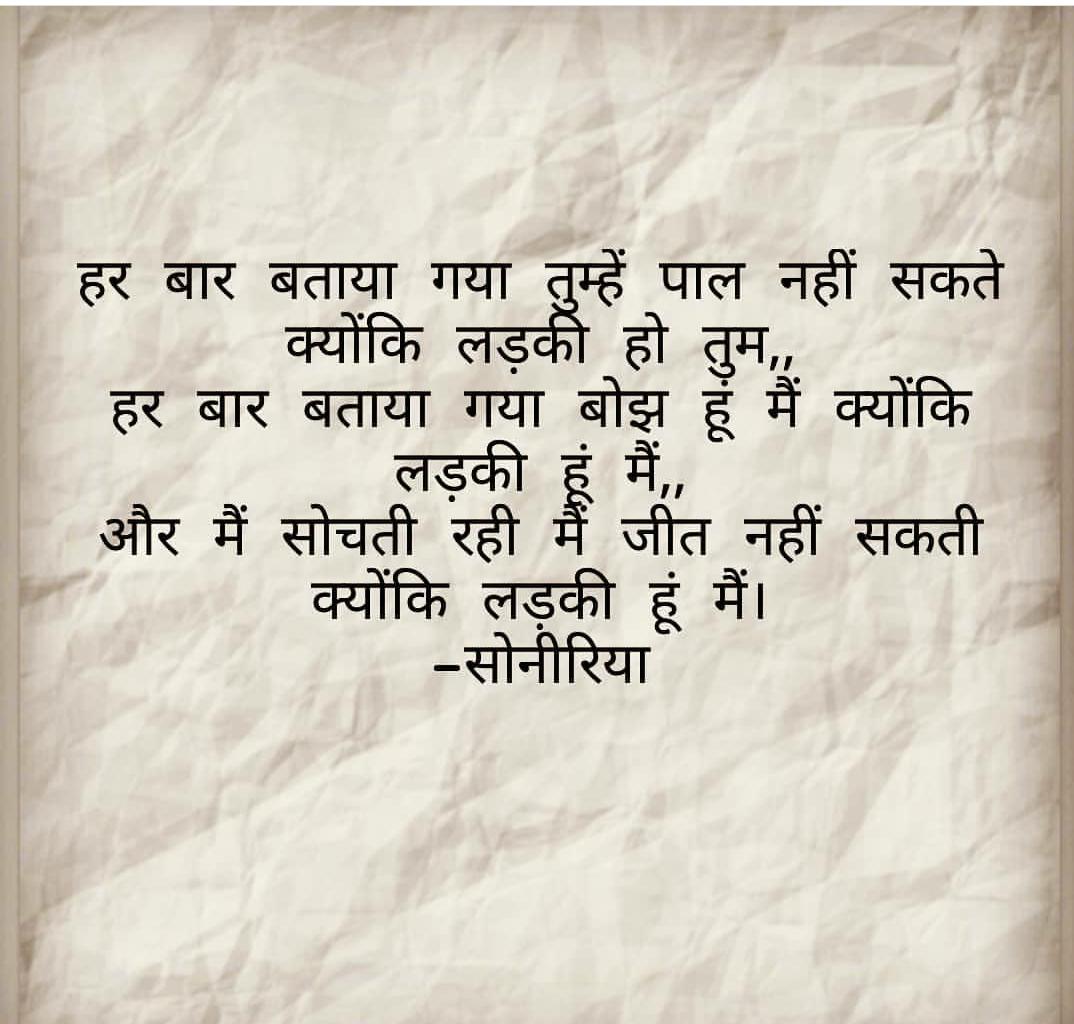 हर बार बताया गया तुम्हें पाल नहीं सकते
क्योंकि लड़की हो तुम,,
हर बार बताया गया बोझ हूं मैं क्योंकि
लड़की हूं मैं,,
और मैं सोचती रही मैं जीत नहीं सकती
क्योंकि लड़की हूं मैं।
–सोनीरिया